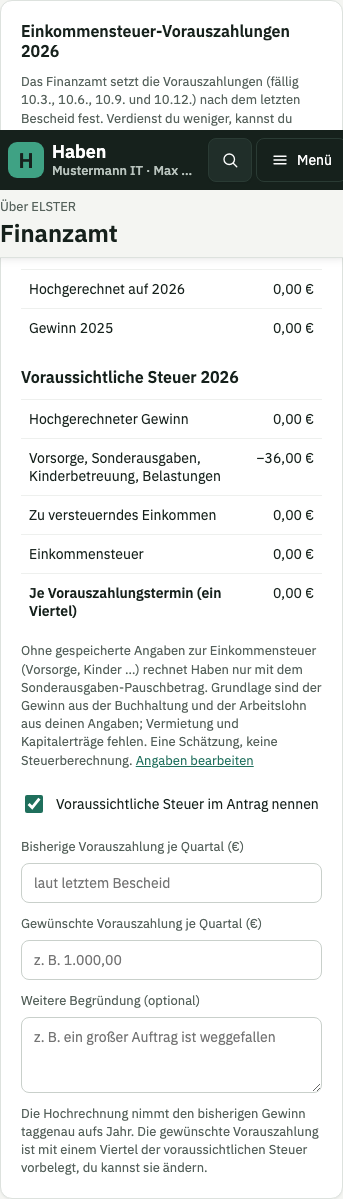 Einkommensteuer-Vorauszahlungen
2026
Das Finanzamt setzt die Vorauszahlungen (fällig
10.3., 10.6., 10.9. und 10.12.) nach dem letzten
Bescheid fest. Verdienst du weniger, kannst du
H
Haben
Mustermann IT · Max ...
Menü
Über ELSTER
Finanzamt
Hochgerechnet auf 2026 0,00 €
Gewinn 2025 0,00 €
Voraussichtliche Steuer 2026
Hochgerechneter Gewinn 0,00 €
Vorsorge, Sonderausgaben, −36,00 €
Kinderbetreuung, Belastungen
Zu versteuerndes Einkommen 0,00 €
Einkommensteuer 0,00 €
Je Vorauszahlungstermin (ein 0,00 €
Viertel)
Ohne gespeicherte Angaben zur Einkommensteuer
(Vorsorge, Kinder ...) rechnet Haben nur mit dem
Sonderausgaben-Pauschbetrag. Grundlage sind der
Gewinn aus der Buchhaltung und der Arbeitslohn
aus deinen Angaben; Vermietung und
Kapitalerträge fehlen. Eine Schätzung, keine
Steuerberechnung. Angaben bearbeiten
Voraussichtliche Steuer im Antrag nennen
Bisherige Vorauszahlung je Quartal (€)
laut letztem Bescheid
Gewünschte Vorauszahlung je Quartal (€)
z. B. 1.000,00
Weitere Begründung (optional)
z. B. ein großer Auftrag ist weggefallen
Die Hochrechnung nimmt den bisherigen Gewinn
taggenau aufs Jahr. Die gewünschte Vorauszahlung
ist mit einem Viertel der voraussichtlichen Steuer
vorbelegt, du kannst sie ändern.